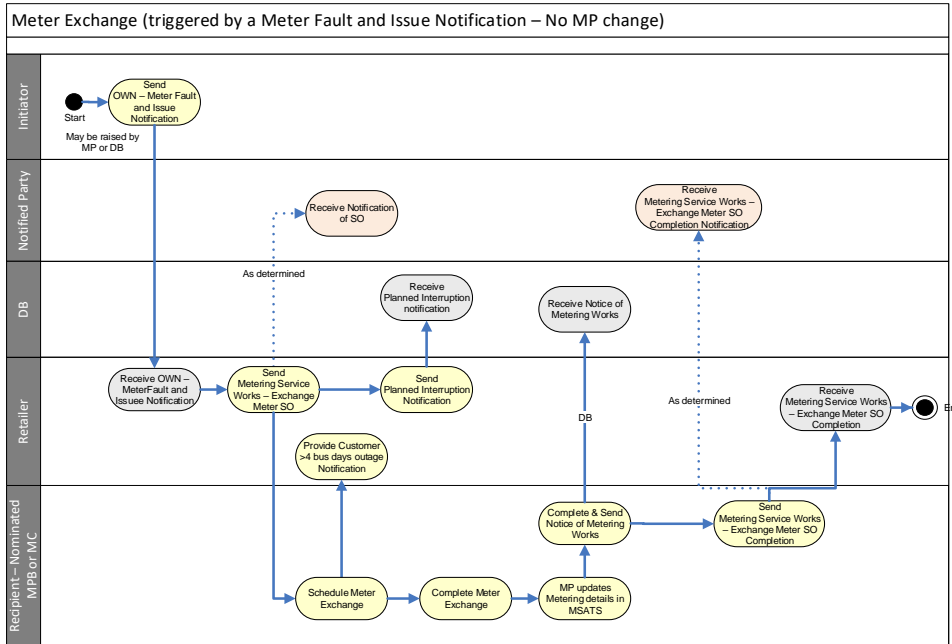 Meter Exchange (triggered by a Meter Fault and Issue Notification – No MP change)
Initiator
Send
OWN – Meter Fault
and Issue
Notification
Start
May be raised by
MP or DB
Notified Party
Receive Notification
of SO
Receive
Metering Service Works –
Exchange Meter SO
Completion Notification
As determined
DB
Receive
Planned Interruption
notification
Receive Notice of
Metering Works
Retailer
Receive OWN –
MeterFault and
Issuee Notification
Send
Metering Service
Works – Exchange
Meter SO
Send
Planned Interruption
Notification
Provide Customer
>4 bus days outage
Notification
DB
As determined
Receive
Metering Service Works
– Exchange Meter SO
Completion
Recipient – Nominated
MPB or MC
Complete & Send
Notice of Metering
Works
Send
Metering Service Works
– Exchange Meter SO
Completion
Schedule Meter
Exchange
Complete Meter
Exchange
MP updates
Metering details in
MSATS